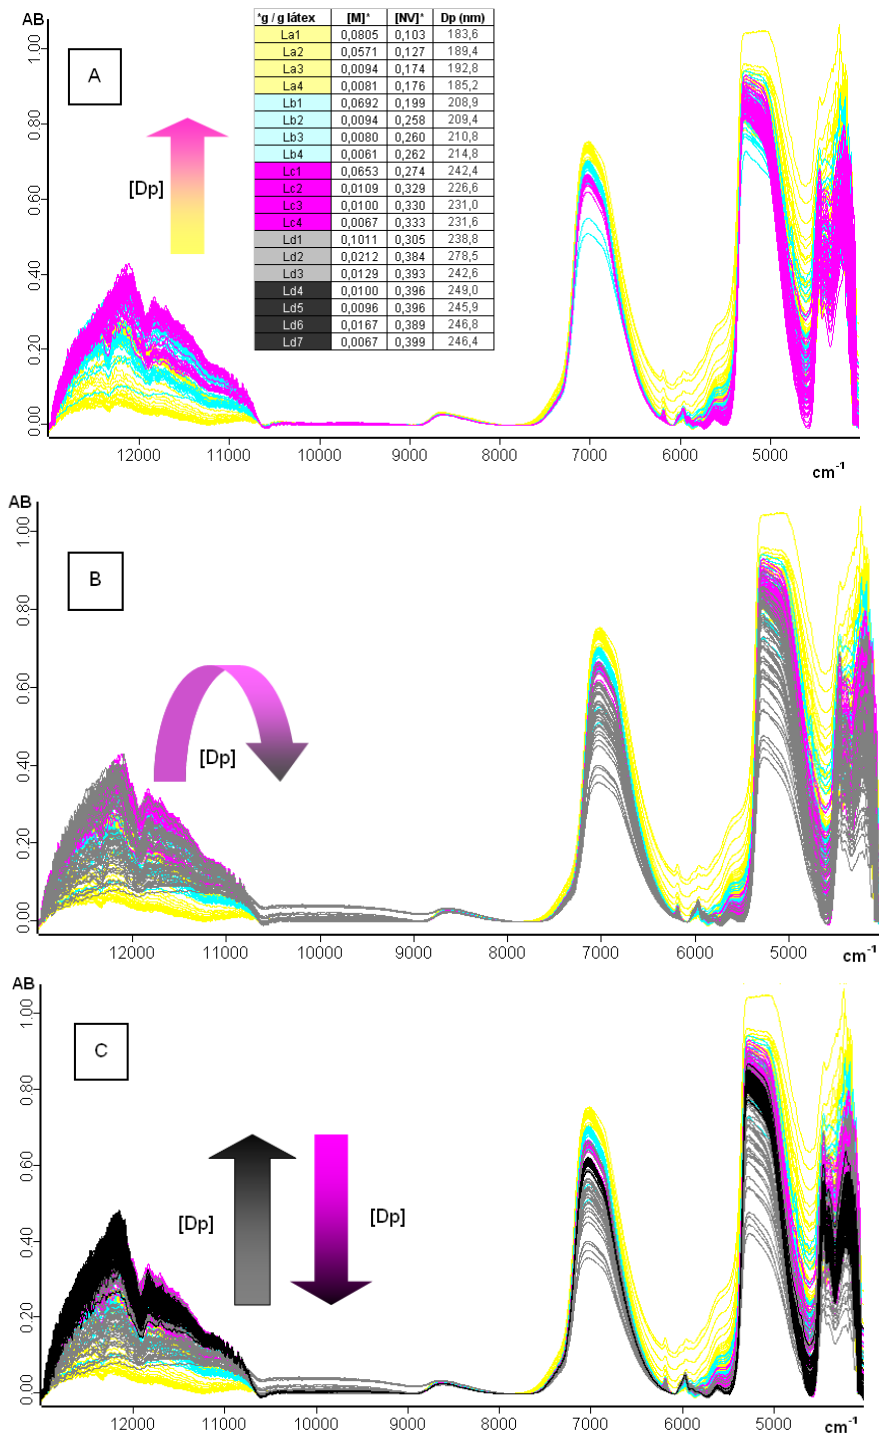 AB
*g / g látex [M]* [NV]* Dp (nm)
La1 0,0805 0,103 183,6
La2 0,0571 0,127 189,4
La3 0,0094 0,174 192,8
La4 0,0081 0,176 185,2
Lb1 0,0692 0,199 208,9
Lb2 0,0094 0,258 209,4
Lb3 0,0080 0,260 210,8
Lb4 0,0061 0,262 214,8
Lc1 0,0653 0,274 242,4
Lc2 0,0109 0,329 226,6
Lc3 0,0100 0,330 231,0
Lc4 0,0067 0,333 231,6
Ld1 0,1011 0,305 238,8
Ld2 0,0212 0,384 278,5
Ld3 0,0129 0,393 242,6
Ld4 0,0100 0,396 249,0
Ld5 0,0096 0,396 245,9
Ld6 0,0167 0,389 246,8
Ld7 0,0067 0,399 246,4
A
[Dp]
1.00
0.80
0.60
0.40
0.20
0.00
12000 11000 10000 9000 8000 7000 6000 5000
cm-1
AB
B
[Dp]
1.00
0.80
0.60
0.40
0.20
0.00
12000 11000 10000 9000 8000 7000 6000 5000
cm-1
AB
C
[Dp] [Dp]
1.00
0.80
0.60
0.40
0.20
0.00
12000 11000 10000 9000 8000 7000 6000 5000
cm-1